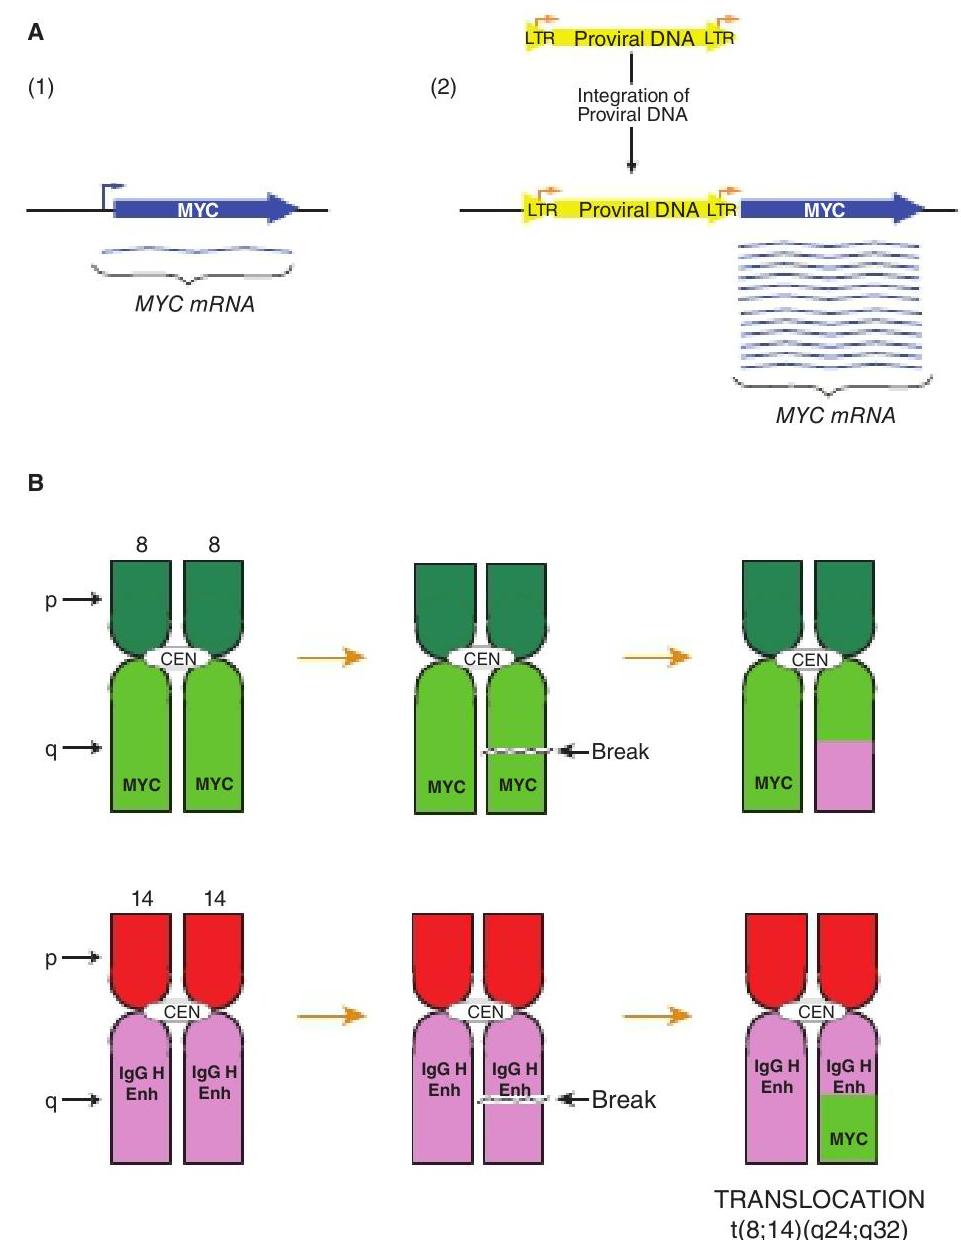 A
(1)
MYC
MYC mRNA
(2)
LTR Proviral DNA LTR
Integration of
Proviral DNA
LTR Proviral DNA LTR MYC
MYC mRNA
B
8 8
p
CEN CEN CEN
q
Break
MYC MYC MYC MYC MYC
14 14
p
CEN CEN CEN
IgG H IgG H IgG H IgG H IgG H IgG H
Enh Enh Enh Enh Enh Enh
q
Break
MYC
TRANSLOCATION
t(8;14)(q24;q32)